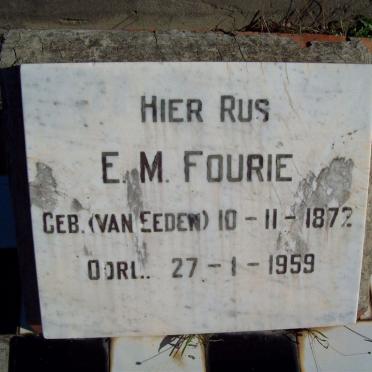 HIER RUS
E. M. FOURIE
GEB. (VAN EEDEN) 10 - 11 - 1872
OORL. 27 - 1 - 1959